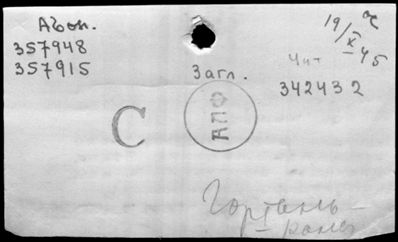 Абон.
357948
357915
Загл.
19/X 45
Чит
342432
С
АПФ
Гортань-